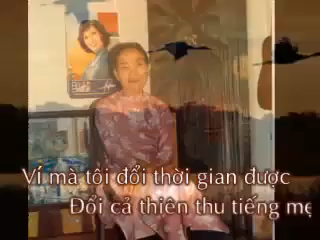 Ví mà tôi đổi thời gian được
Đổi cả thiên thu tiếng mẹ